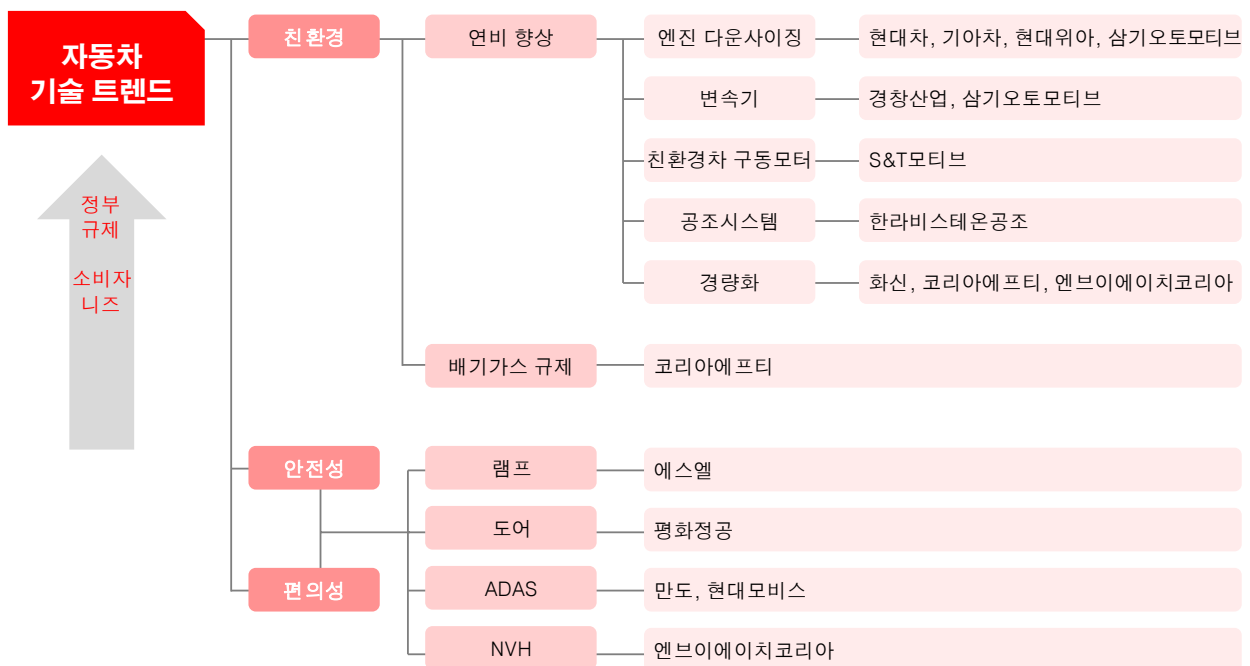 자동차
기술 트렌드
정부
규제
소비자
니즈
친환경
연비 향상
엔진 다운사이징
현대차, 기아차, 현대위아, 삼기오토모티브
변속기
경창산업, 삼기오토모티브
친환경차 구동모터
S&T모티브
공조시스템
한라비스테온공조
경량화
화신, 코리아에프티, 엔브이에이치코리아
배기가스 규제
코리아에프티
안전성
편의성
램프
에스엘
도어
평화정공
ADAS
만도, 현대모비스
NVH
엔브이에이치코리아